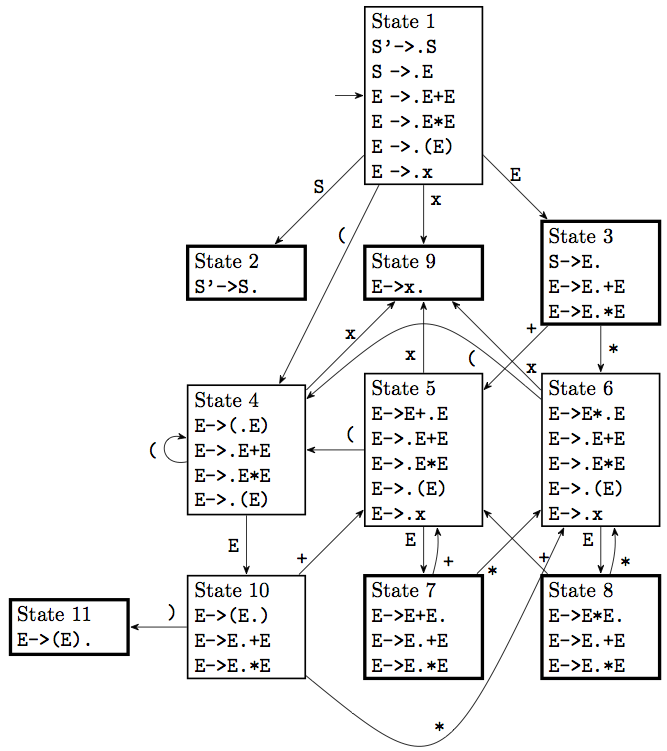 State 1
S'->.S
S ->.E
E ->.E+E
E ->.E*E
E ->.(E)
E ->.x
S
(
x
E
State 2
S'->S.
State 9
E->x.
State 3
S->E.
E->E.+E
E->E.*E
x
x
(
x
+
*
State 4
E->(.E)
E->.E+E
E->.E*E
E->.(E)
(
(
State 5
E->E+.E
E->.E+E
E->.E*E
E->.(E)
E->.x
State 6
E->E*.E
E->.E+E
E->.E*E
E->.(E)
E->.x
E
+
E
+
*
+
E
*
State 11
E->(E).
)
State 10
E->(E.)
E->E.+E
E->E.*E
State 7
E->E+E.
E->E.+E
E->E.*E
State 8
E->E*E.
E->E.+E
E->E.*E
*